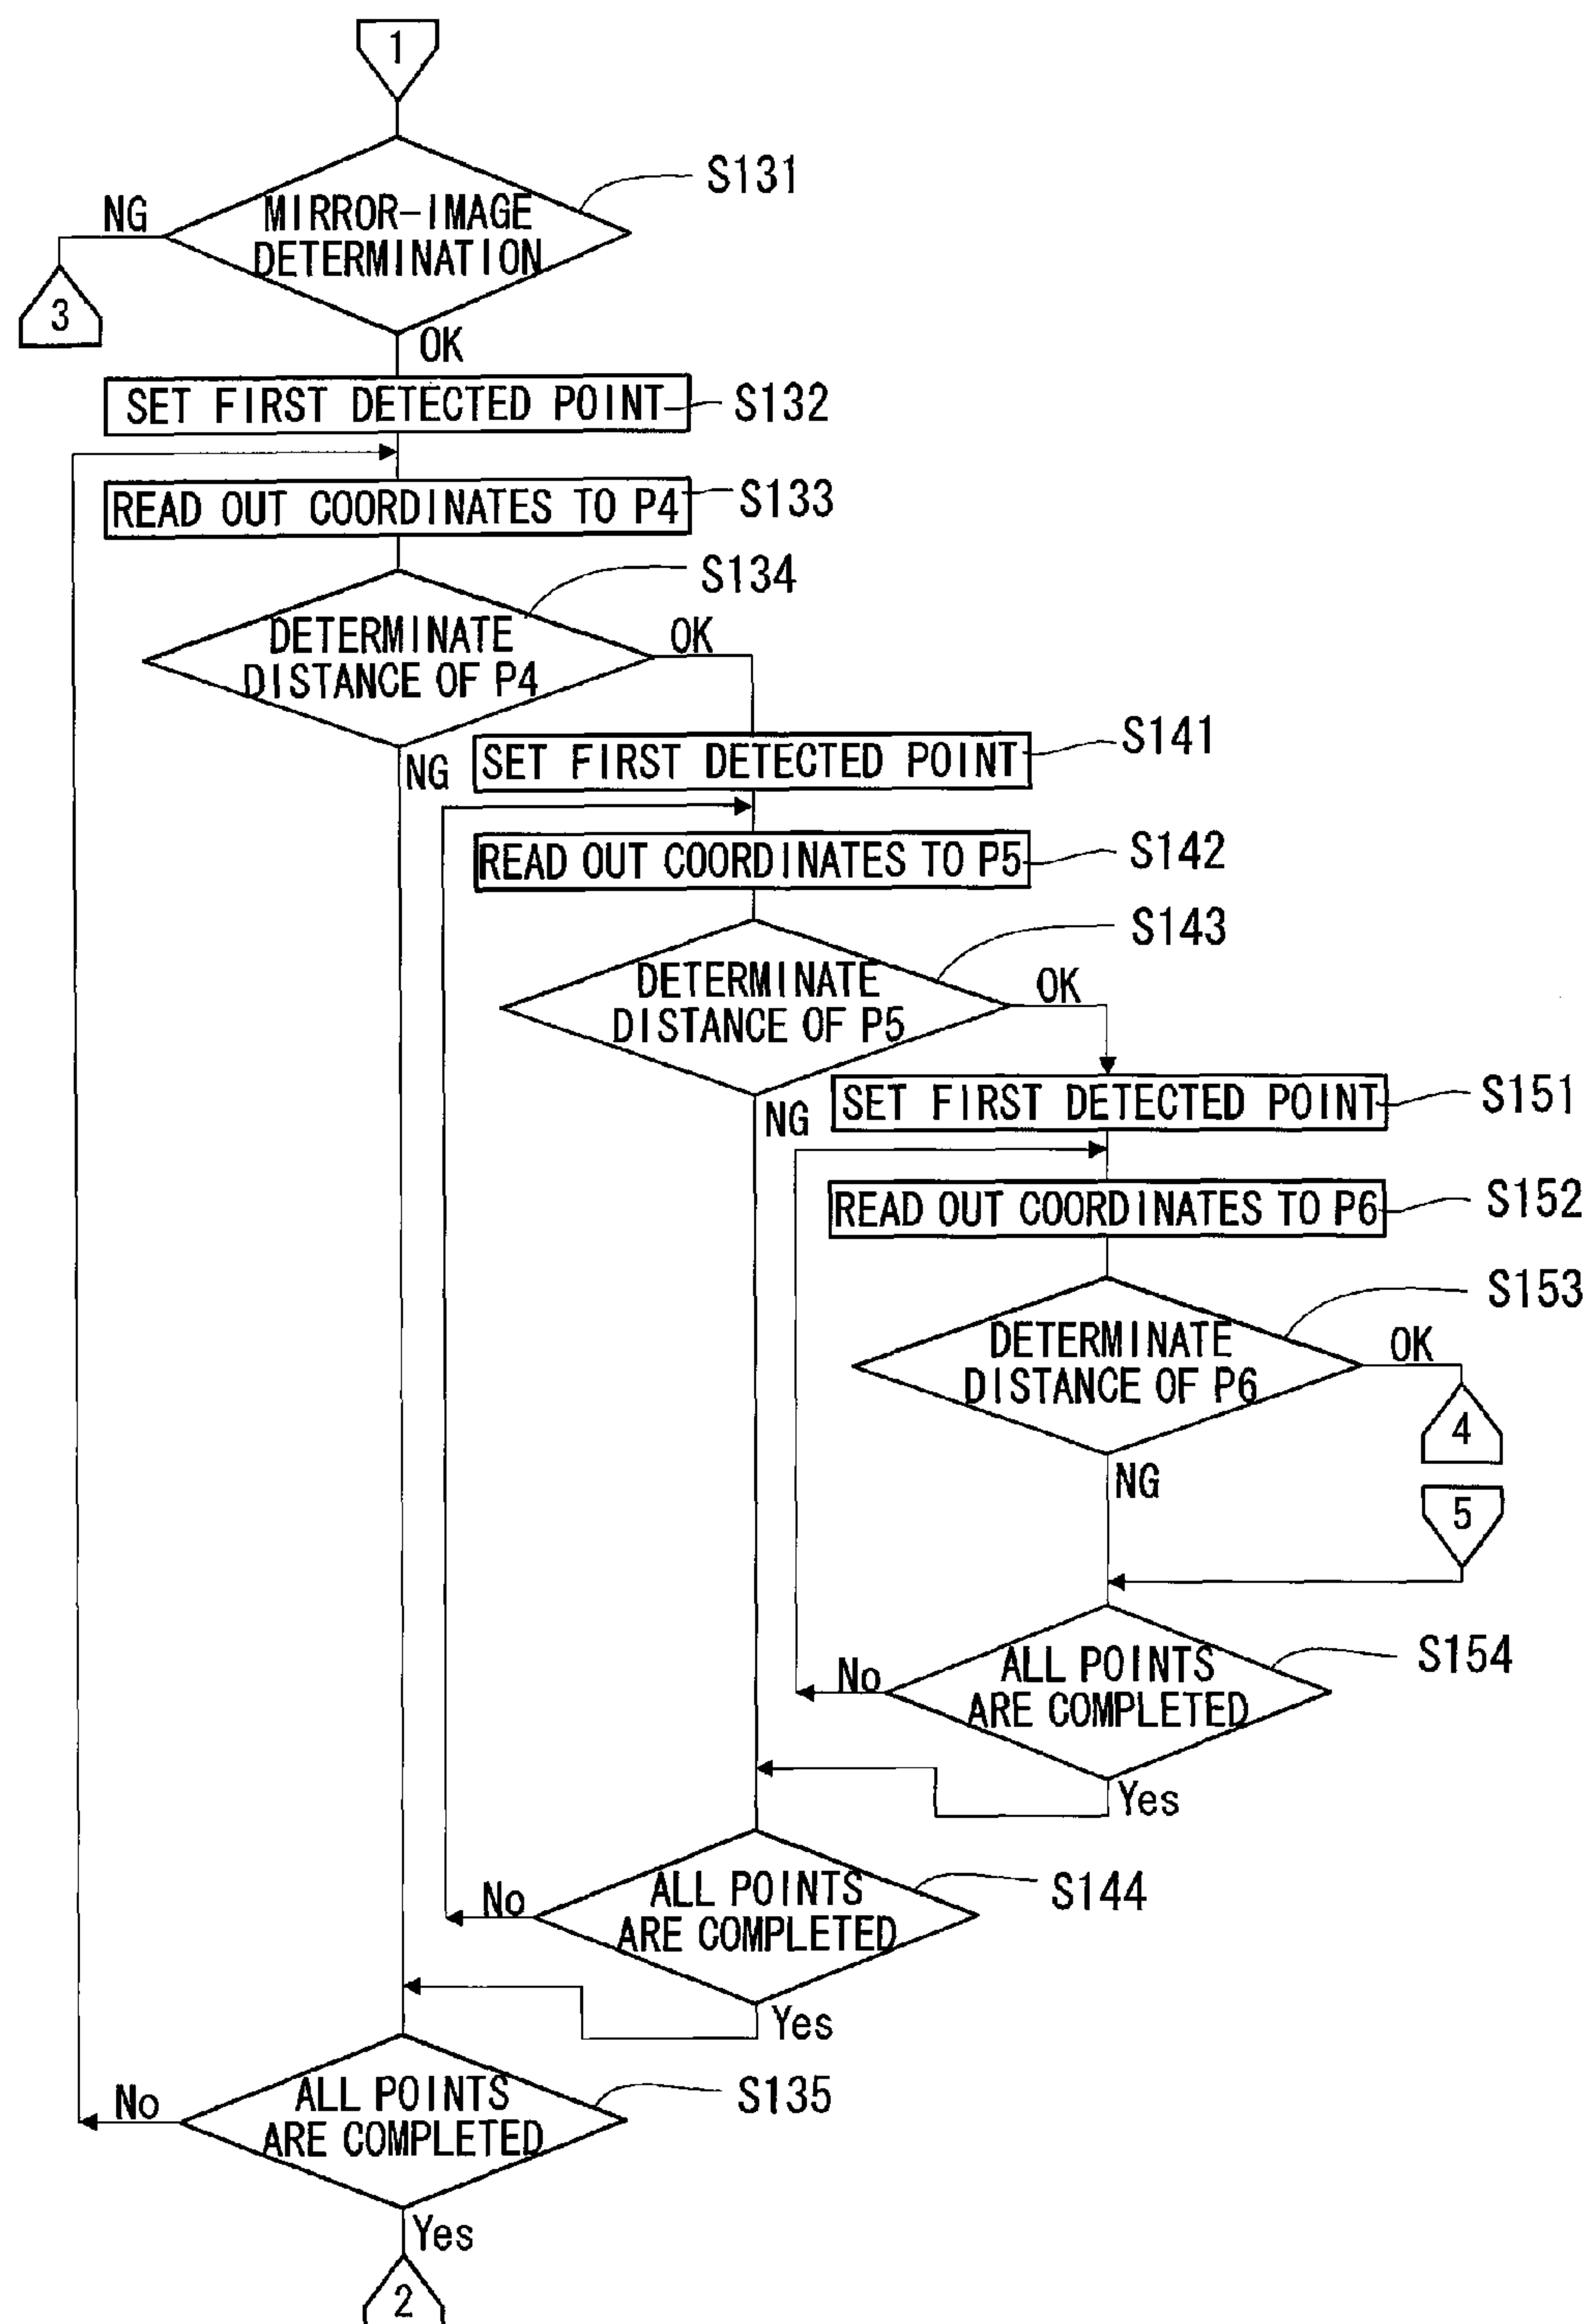 1
S131
NG
MIRROR-IMAGE
DETERMINATION
3
OK
SET FIRST DETECTED POINT
S132
READ OUT COORDINATES TO P4
S133
S134
DETERMINATE
DISTANCE OF P4
OK
NG
SET FIRST DETECTED POINT
S141
READ OUT COORDINATES TO P5
S142
S143
DETERMINATE
DISTANCE OF P5
OK
NG
SET FIRST DETECTED POINT
S151
READ OUT COORDINATES TO P6
S152
S153
DETERMINATE
DISTANCE OF P6
OK
4
NG
5
S154
ALL POINTS
ARE COMPLETED
No
Yes
S144
ALL POINTS
ARE COMPLETED
No
Yes
S135
ALL POINTS
ARE COMPLETED
No
Yes
2